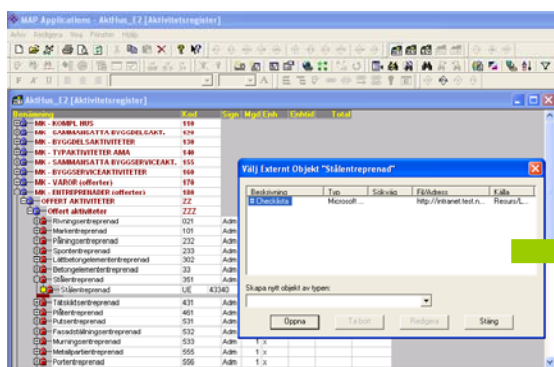 MAP Applications - AktHus_E2 [Aktivitetsregister]
Arkiv Redigera Visa Fönster Hjälp
AktHus_E2 [Aktivitetsregister]
Benämning Kod Sign Mgd Enh Enhtid Total
MK - KOMPL HUS 110
MK - SAMMANSATTA BYGGDELSAKT. 120
MK - BYGGDELSAKTIVITETER 130
MK - TYPAKTIVITETER AMA 140
MK - SAMMANSATTA BYGGSERVICEAKT. 155
MK - BYGGSERVICEAKTIVITETER 160
MK - VAROR (offerter) 170
MK - ENTREPRENADER (offerter) 180
OFFERT AKTIVITETER ZZ
Offert aktiviteter ZZZ
Rivningsentreprenad 021 Adm
Markentreprenad 101 Adm
Pålningsentreprenad 232 Adm
Spontentreprenad 233 Adm
Lättbetongelemententreprenad 302 Adm
Betongelemententreprenad 33 Adm
Stålentreprenad 351 Adm
Stålentreprenad UE 43340
Tätskiktsentreprenad 431 Adm
Plåtentreprenad 461 Adm
Putsentreprenad 531 Adm
Fasadställningsentreprenad 532 Adm
Murningsentreprenad 533 Adm 1 x
Metallpartientreprenad 555 Adm 1 x
Portentreprenad 556 Adm 1 x
Välj Externt Objekt "Stålentreprenad"
Beskrivning Typ Sökväg Fil/Adress Källa
Checklista Microsoft ... http://intranet.test.n... Resurs/L...
Skapa nytt objekt av typen:
Öppna Ta bort Redigera Stäng